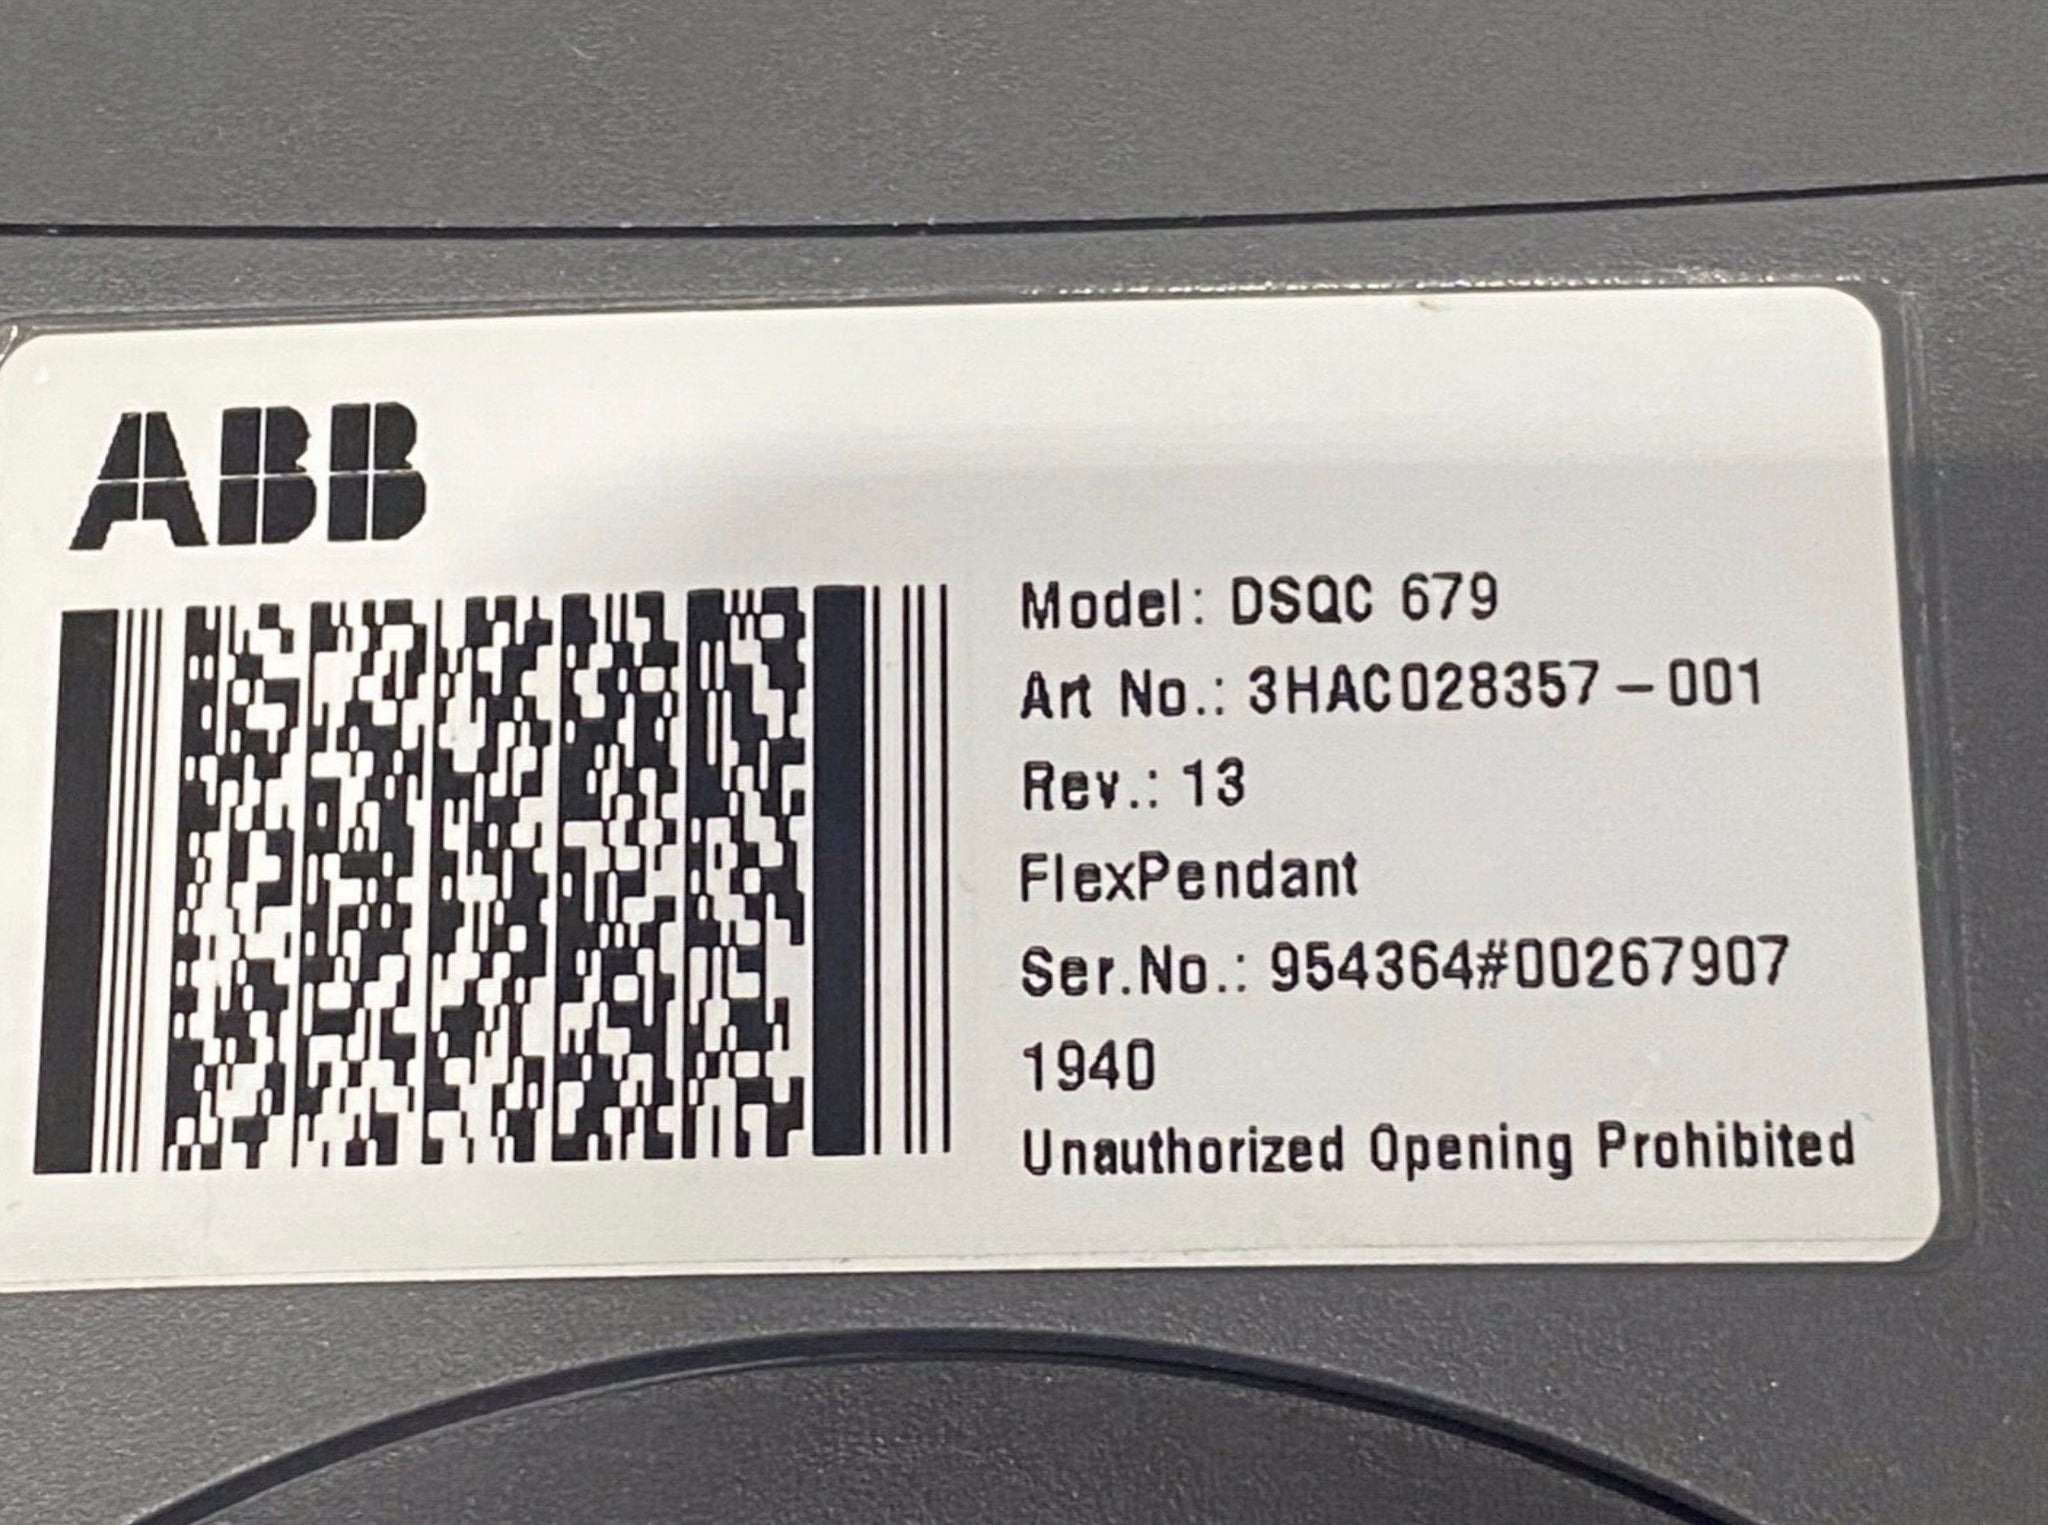 ABB
Model: DSQC 679
Art No.: 3HAC028357-001
Rev.: 13
FlexPendant
Ser.No.: 954364#00267907
1940
Unauthorized Opening Prohibited